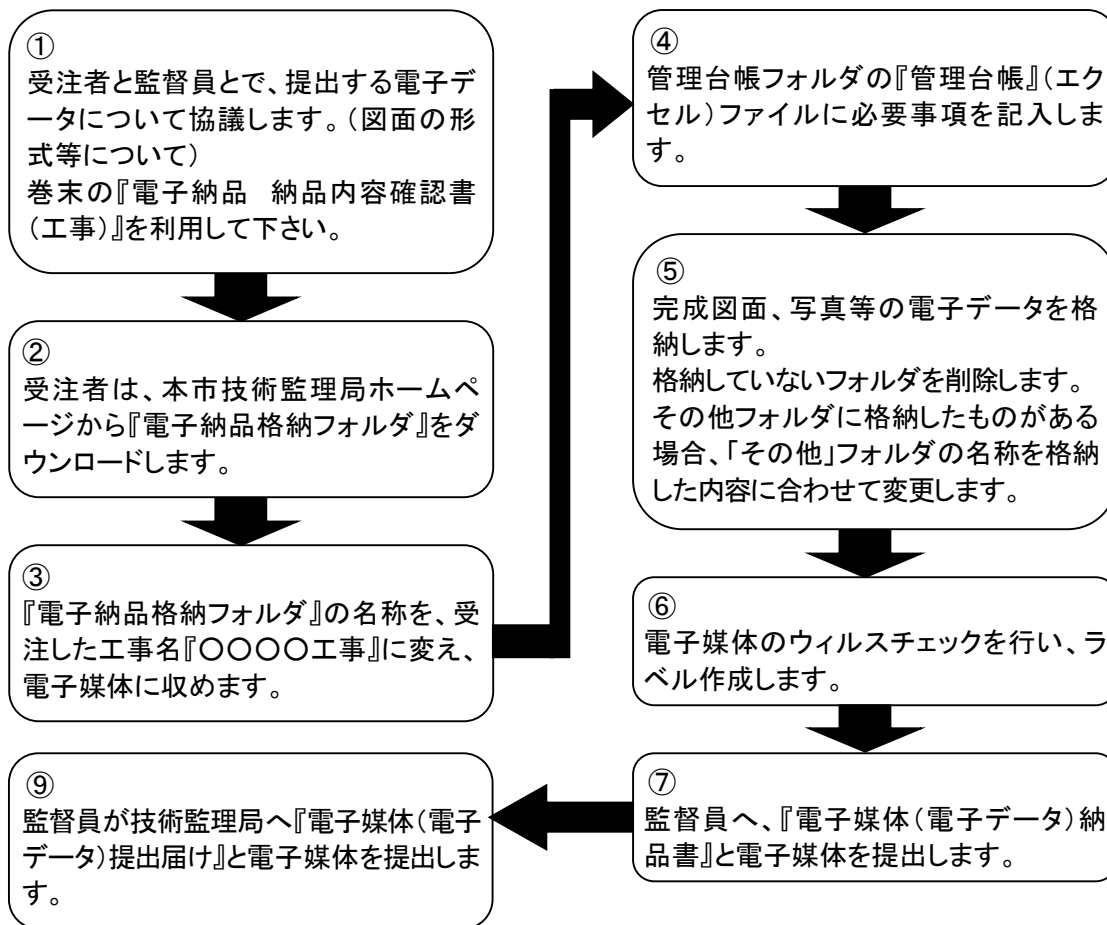 ①
受注者と監督員とで、提出する電子デ
ータについて協議します。（図面の形
式等について）
巻末の『電子納品　納品内容確認書
（工事）』を利用して下さい。
②
受注者は、本市技術監理局ホームペ
ージから『電子納品格納フォルダ』をダ
ウンロードします。
③
『電子納品格納フォルダ』の名称を、受
注した工事名『〇〇〇〇工事』に変え、
電子媒体に収めます。
④
管理台帳フォルダの『管理台帳』（エク
セル）ファイルに必要事項を記入しま
す。
⑤
完成図面、写真等の電子データを格
納します。
格納していないフォルダを削除します。
その他フォルダに格納したものがある
場合、「その他」フォルダの名称を格納
した内容に合わせて変更します。
⑥
電子媒体のウィルスチェックを行い、ラ
ベル作成します。
⑦
監督員へ、『電子媒体（電子データ）納
品書』と電子媒体を提出します。
⑨
監督員が技術監理局へ『電子媒体（電子
データ）提出届け』と電子媒体を提出しま
す。